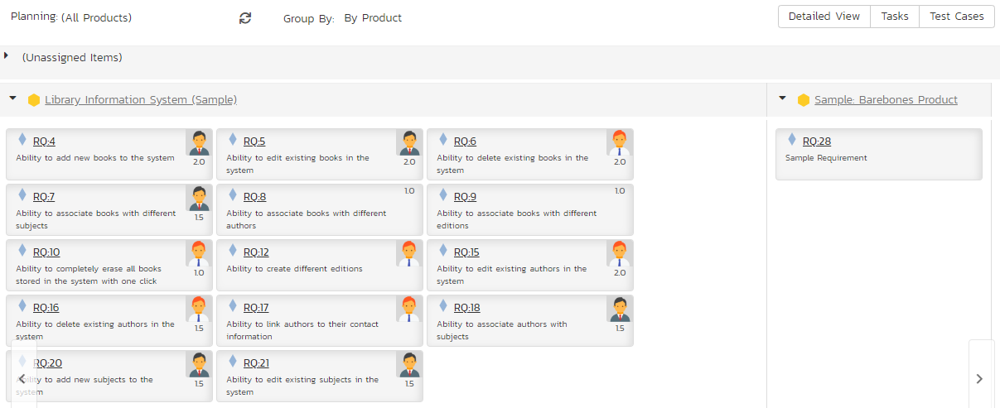 Planning: (All Products)
Group By: By Product
Detailed View
Tasks
Test Cases
(Unassigned Items)
Library Information System (Sample)
Sample: Barebones Product
RQ:4
Ability to add new books to the system
2.0
RQ:5
Ability to edit existing books in the
system
2.0
RQ:6
Ability to delete existing books in the
system
2.0
RQ:28
Sample Requirement
RQ:7
Ability to associate books with different
subjects
1.5
RQ:8
1.0
Ability to associate books with different
authors
RQ:9
1.0
Ability to associate books with different
editions
RQ:10
Ability to completely erase all books
stored in the system with one click
1.0
RQ:12
Ability to create different editions
RQ:15
Ability to edit existing authors in the
system
2.0
RQ:16
Ability to delete existing authors in the
system
1.5
RQ:17
Ability to link authors to their contact
information
RQ:18
Ability to associate authors with
subjects
1.5
RQ:20
Ability to add new subjects to the
system
1.5
RQ:21
Ability to edit existing subjects in the
system
1.5